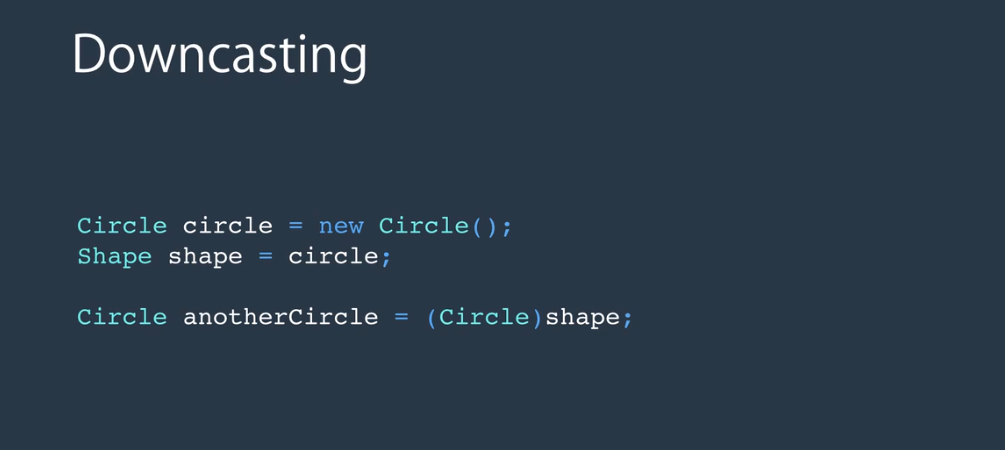 Downcasting
Circle circle = new Circle();
Shape shape = circle;
Circle anotherCircle = (Circle)shape;